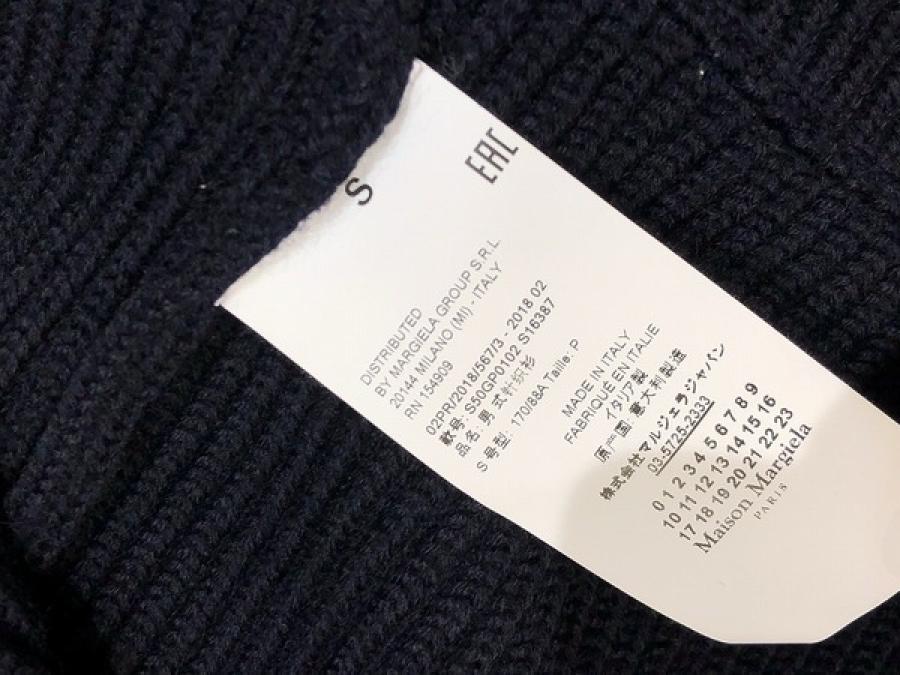 S
EAC
DISTRIBUTED
BY MARGIELA GROUP S.R.L.
20144 MILANO (MI) - ITALY
RN 154909
02PR/2018/567/3 - 2018 02
款号: S50GP0102 S16387
品名: 男式针织衫
S 号型: 170/88A Taille: P
MADE IN ITALY
FABRIQUE EN ITALIE
イタリア製
原产国 意大利製造
株式会社マルジェラジャパン
03-5725-2333
0 1 2 3 4 5 6 7 8 9
10 11 12 13 14 15 16
17 18 19 20 21 22 23
Maison Margiela
PARIS